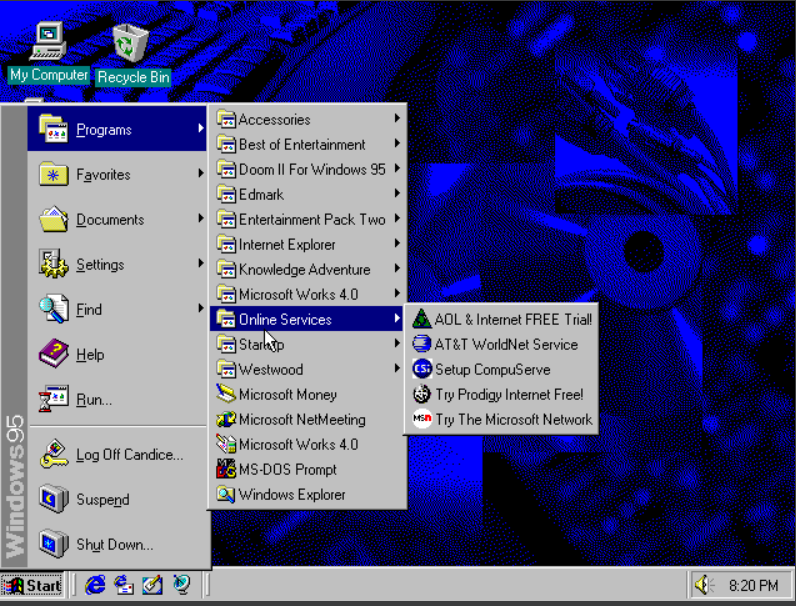 My Computer
Recycle Bin
Programs
Favorites
Documents
Settings
Find
Help
Run...
Log Off Candice...
Suspend
Shut Down...
Windows95
Accessories
Best of Entertainment
Doom II For Windows 95
Edmark
Entertainment Pack Two
Internet Explorer
Knowledge Adventure
Microsoft Works 4.0
Online Services
Startup
Westwood
Microsoft Money
Microsoft NetMeeting
Microsoft Works 4.0
MS-DOS Prompt
Windows Explorer
AOL & Internet FREE Trial!
AT&T WorldNet Service
CSi Setup CompuServe
Try Prodigy Internet Free!
msn Try The Microsoft Network
Start
8:20 PM